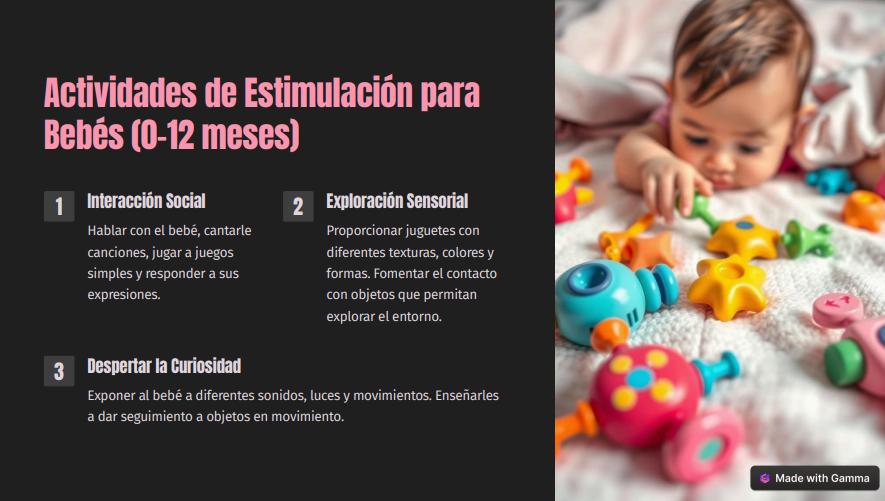 Actividades de Estimulación para
Bebés (0-12 meses)
1
Interacción Social
Hablar con el bebé, cantarle
canciones, jugar a juegos
simples y responder a sus
expresiones.
2
Exploración Sensorial
Proporcionar juguetes con
diferentes texturas, colores y
formas. Fomentar el contacto
con objetos que permitan
explorar el entorno.
3
Despertar la Curiosidad
Exponer al bebé a diferentes sonidos, luces y movimientos. Enseñarles
a dar seguimiento a objetos en movimiento.
Made with Gamma